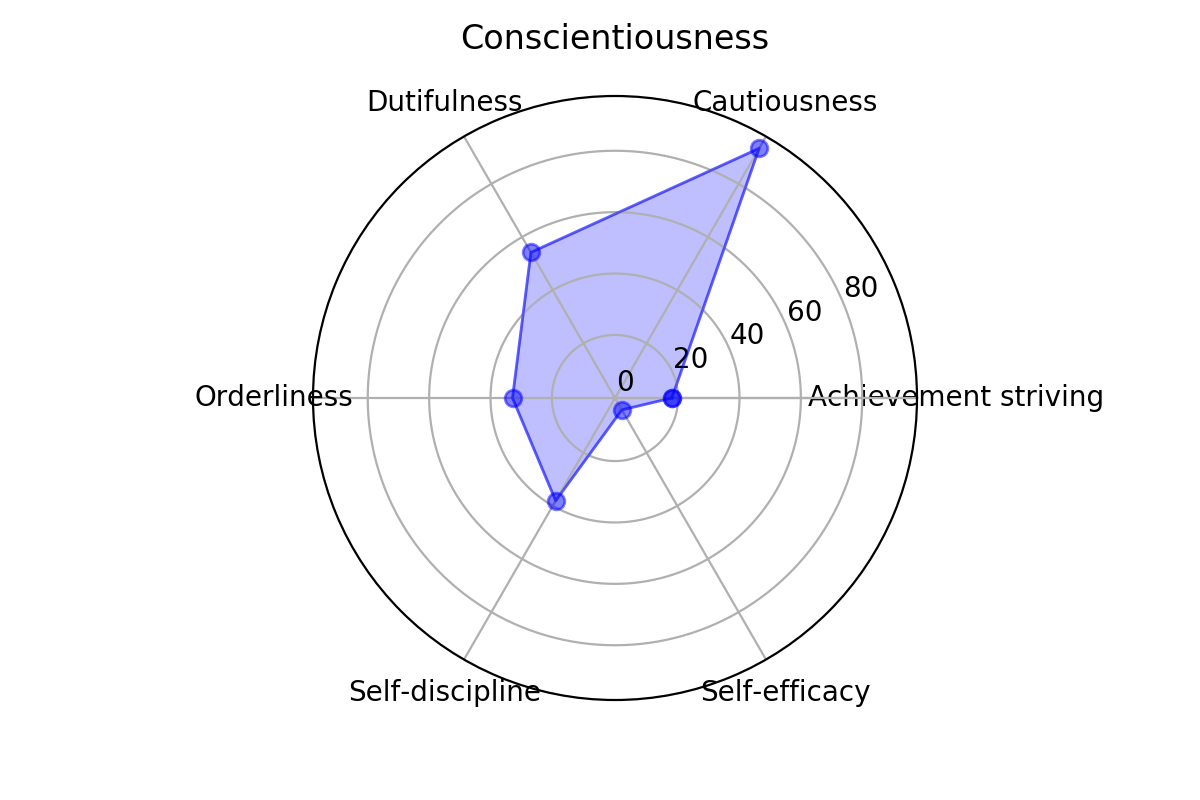 Conscientiousness
Dutifulness
Cautiousness
80
60
40
20
0
Orderliness
Achievement striving
Self-discipline
Self-efficacy